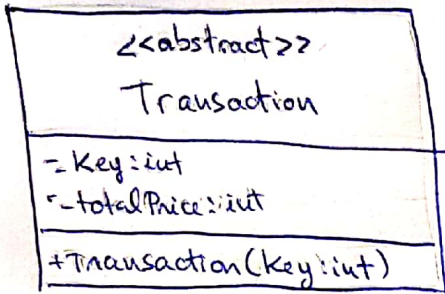 <<abstract>>
Transaction
- Key: int
- totalPrice: int
+Transaction(Key:int)